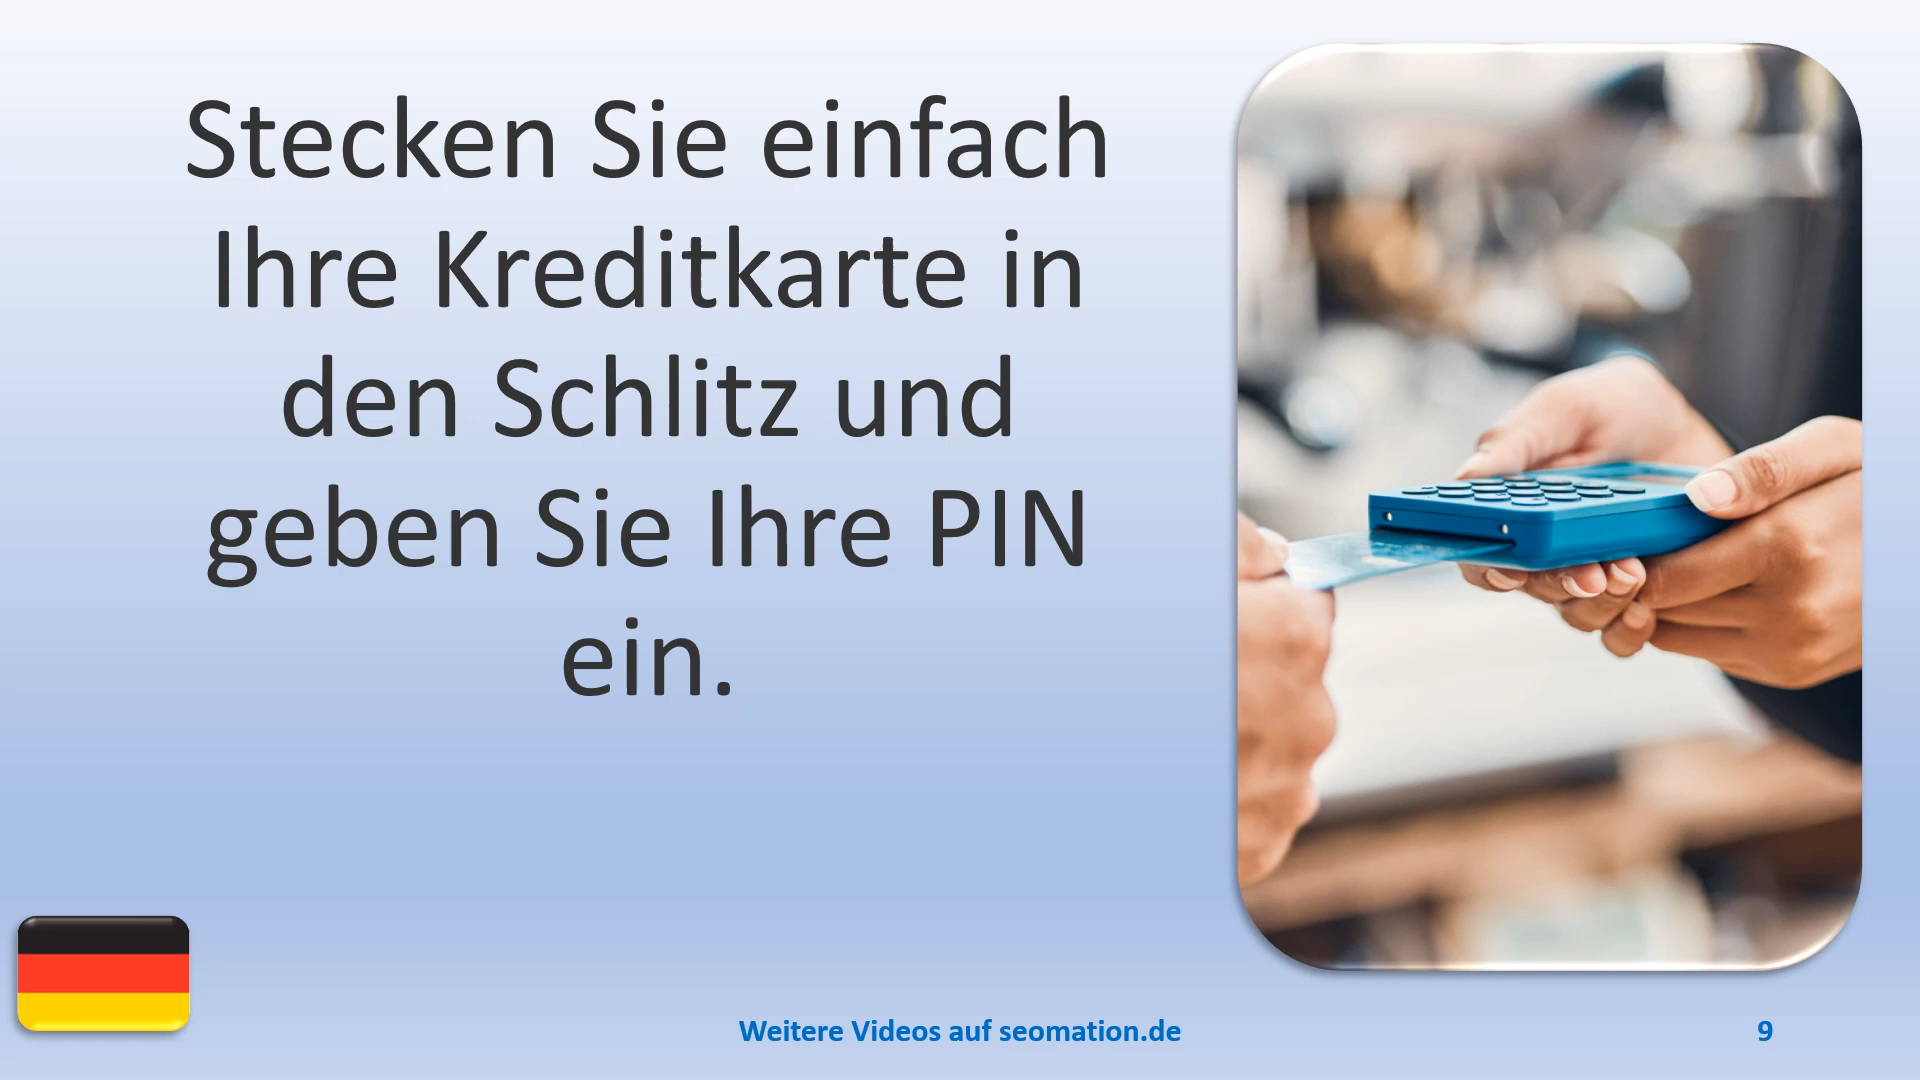 Stecken Sie einfach
Ihre Kreditkarte in
den Schlitz und
geben Sie Ihre PIN
ein.
Weitere Videos auf seomation.de
9